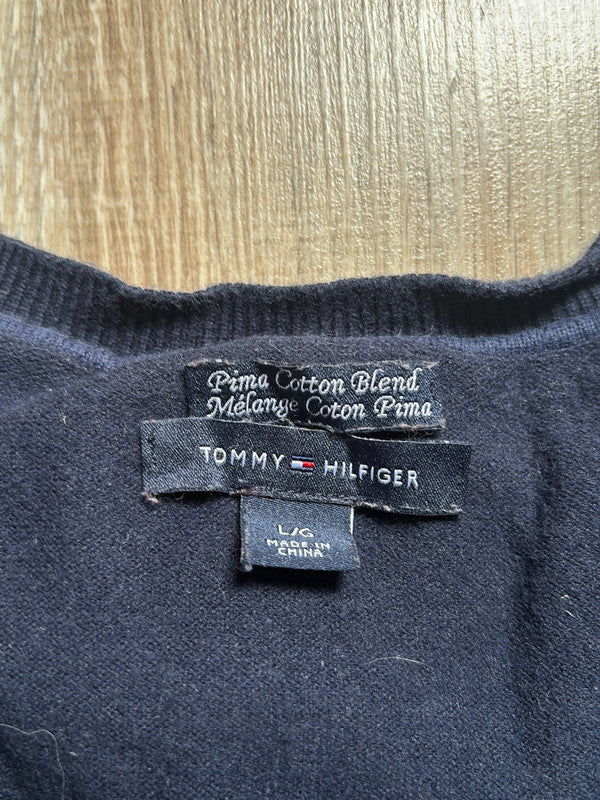 Pima Cotton Blend
Mélange Coton Pima
TOMMY HILFIGER
L/G
MADE IN
CHINA